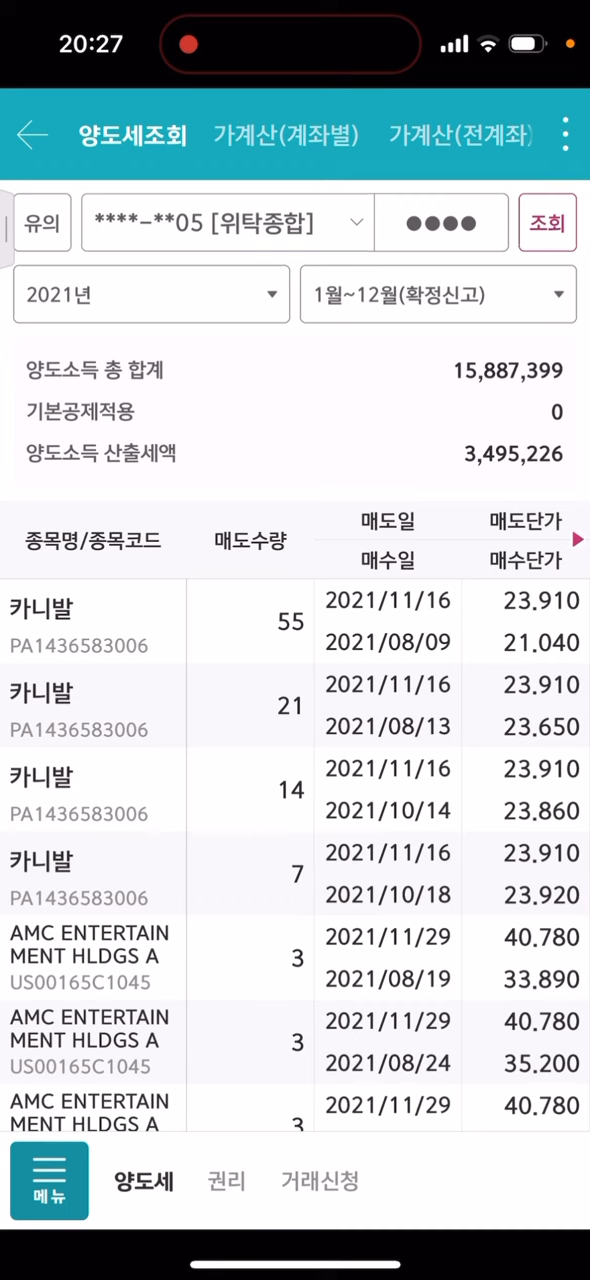 20:27
양도세조회 가계산(계좌별) 가계산(전계좌)
유의 ****-**05 [위탁종합] ●●●● 조회
2021년 1월~12월(확정신고)
양도소득 총 합계 15,887,399
기본공제적용 0
양도소득 산출세액 3,495,226
종목명/종목코드 매도수량 매도일 매도단가
매수일 매수단가
카니발 55 2021/11/16 23.910
PA1436583006 2021/08/09 21.040
카니발 21 2021/11/16 23.910
PA1436583006 2021/08/13 23.650
카니발 14 2021/11/16 23.910
PA1436583006 2021/10/14 23.860
카니발 7 2021/11/16 23.910
PA1436583006 2021/10/18 23.920
AMC ENTERTAIN 2021/11/29 40.780
MENT HLDGS A 3
US00165C1045 2021/08/19 33.890
AMC ENTERTAIN 2021/11/29 40.780
MENT HLDGS A 3
US00165C1045 2021/08/24 35.200
AMC ENTERTAIN 2021/11/29 40.780
MENT HLDGS A 3
메뉴 양도세 권리 거래신청